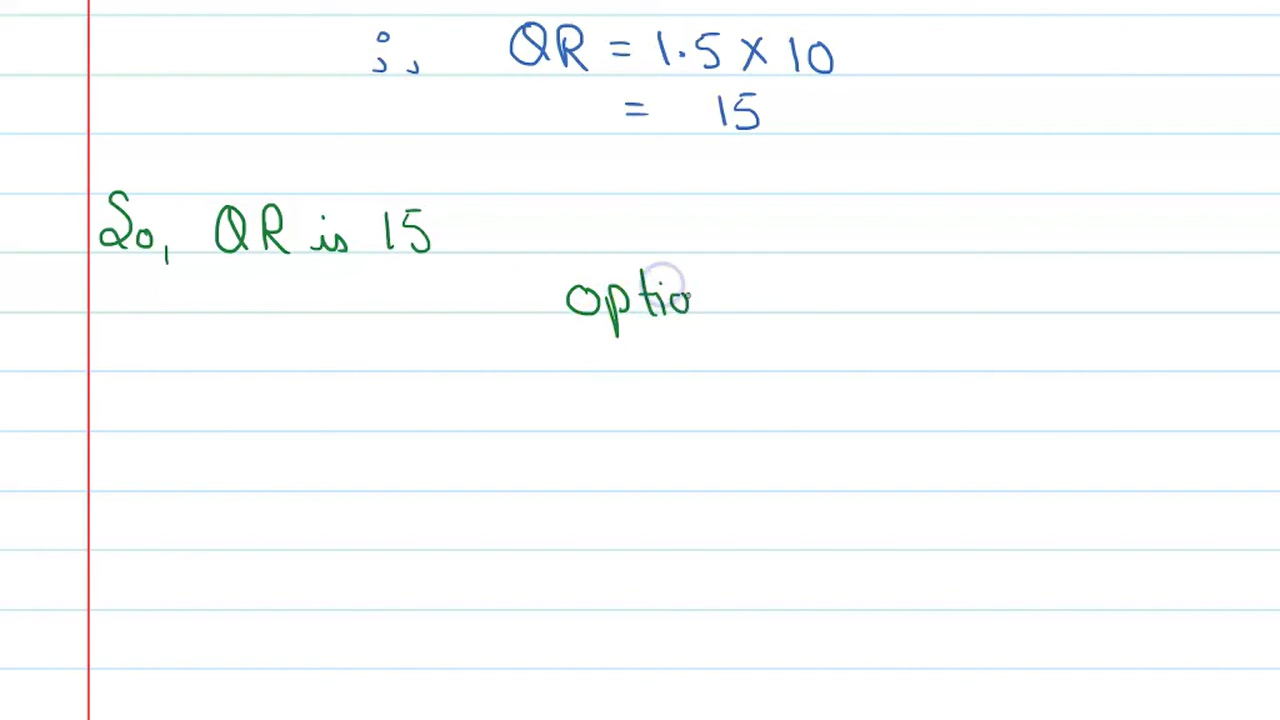 ∴ QR = 1.5 × 10
= 15
So, QR is 15
optio